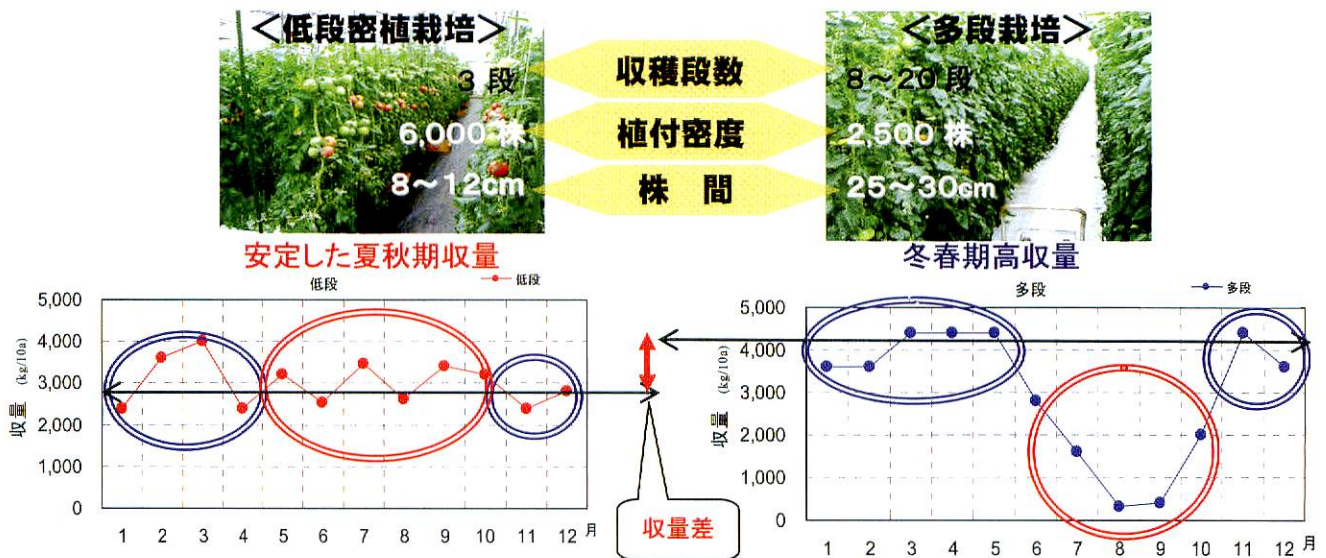 ＜低段密植栽培＞
＜多段栽培＞
3 段
収穫段数
8～20段
6,000 株
植付密度
2,500 株
8～12cm
株 間
25～30cm
安定した夏秋期収量
冬春期高収量
低段
低段
収量 (kg/10a)
5,000
4,000
3,000
2,000
1,000
0
1 2 3 4 5 6 7 8 9 10 11 12 月
収量差
多段
多段
収量 (kg/10a)
5,000
4,000
3,000
2,000
1,000
0
1 2 3 4 5 6 7 8 9 10 11 12 月